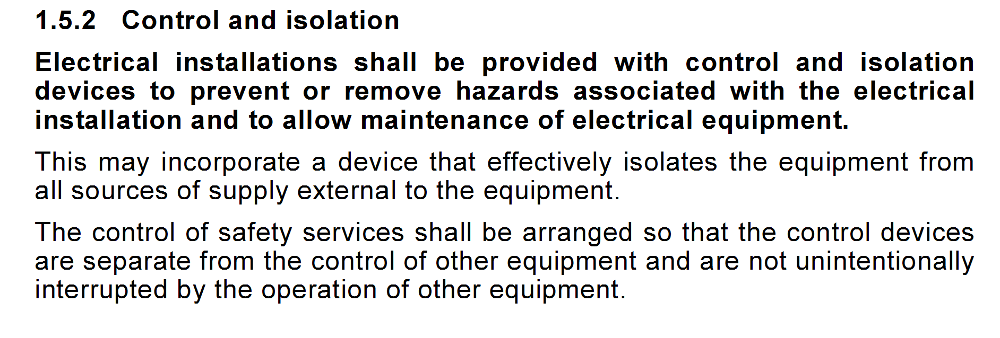 1.5.2 Control and isolation
Electrical installations shall be provided with control and isolation
devices to prevent or remove hazards associated with the electrical
installation and to allow maintenance of electrical equipment.
This may incorporate a device that effectively isolates the equipment from
all sources of supply external to the equipment.
The control of safety services shall be arranged so that the control devices
are separate from the control of other equipment and are not unintentionally
interrupted by the operation of other equipment.